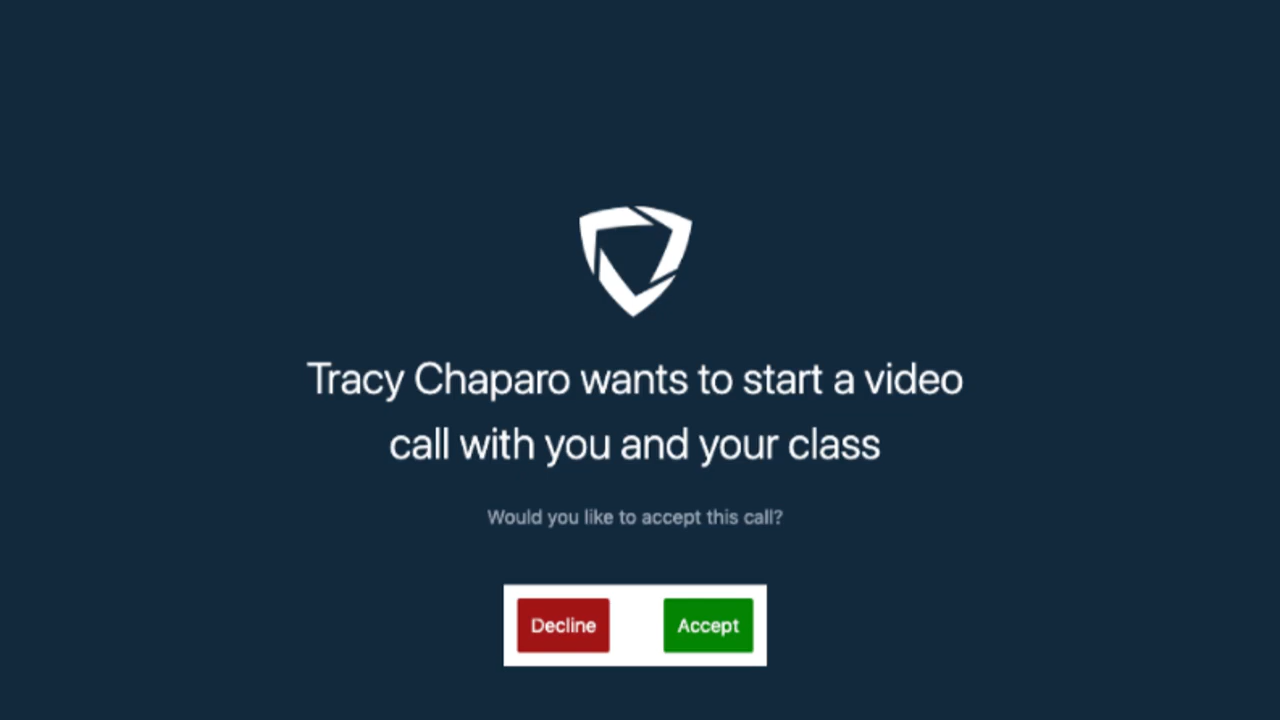 Tracy Chaparo wants to start a video
call with you and your class
Would you like to accept this call?
Decline Accept